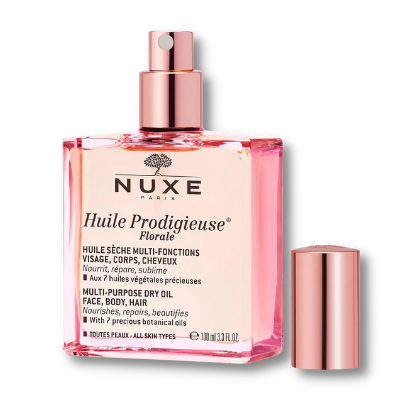 NUXE
PARIS
Huile Prodigieuse®
Florale
HUILE SÈCHE MULTI-FONCTIONS
VISAGE, CORPS, CHEVEUX
Nourrit, répare, sublime
■ Aux 7 huiles végétales précieuses
MULTI-PURPOSE DRY OIL
FACE, BODY, HAIR
Nourishes, repairs, beautifies
■ With 7 precious botanical oils
■ TOUTES PEAUX - ALL SKIN TYPES
℮ 100 ml 3.3 FL.OZ.